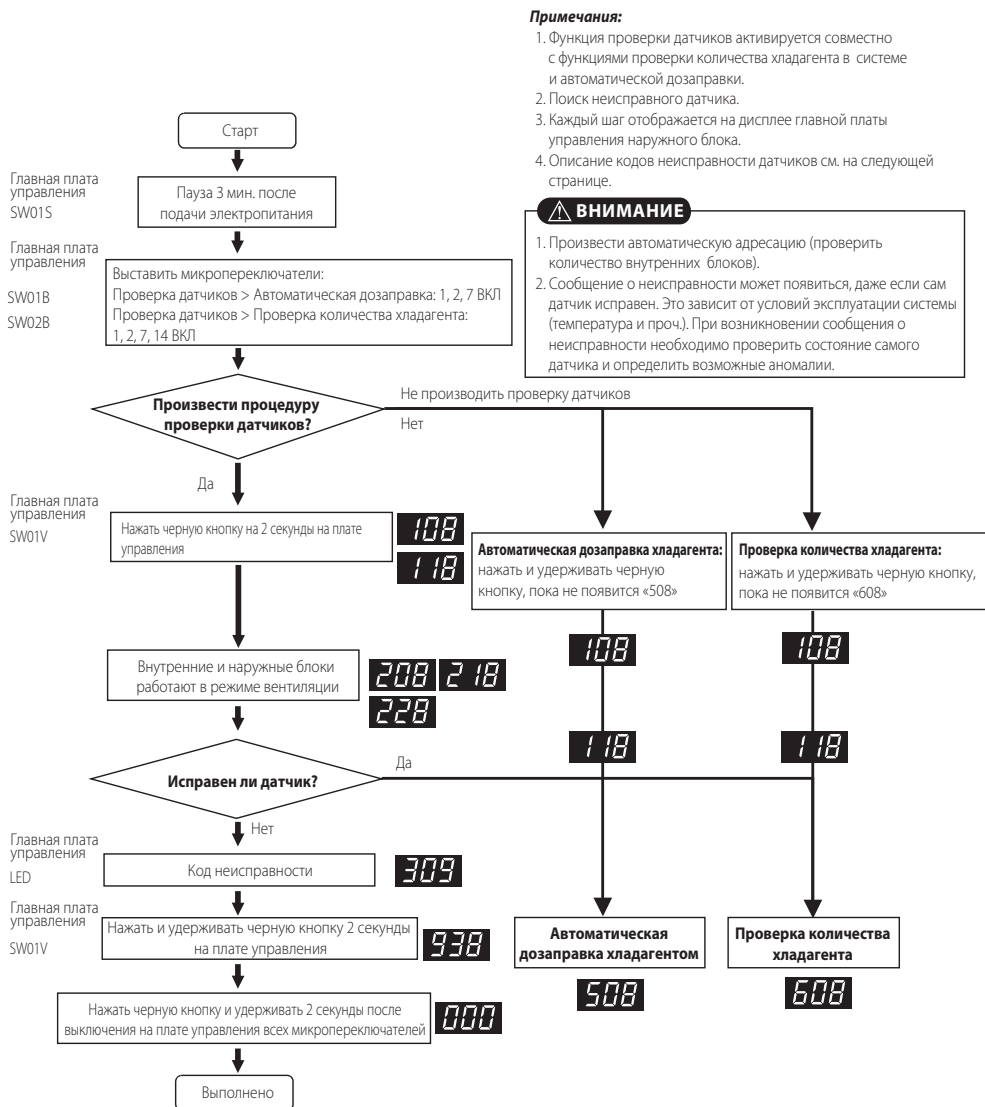 Примечания:
1. Функция проверки датчиков активируется совместно
с функциями проверки количества хладагента в системе
и автоматической дозаправки.
2. Поиск неисправного датчика.
3. Каждый шаг отображается на дисплее главной платы
управления наружного блока.
4. Описание кодов неисправности датчиков см. на следующей
странице.
ВНИМАНИЕ
1. Произвести автоматическую адресацию (проверить
количество внутренних блоков).
2. Сообщение о неисправности может появиться, даже если сам
датчик исправен. Это зависит от условий эксплуатации системы
(температура и проч.). При возникновении сообщения о
неисправности необходимо проверить состояние самого
датчика и определить возможные аномалии.
Старт
Главная плата
управления
SW01S
Пауза 3 мин. после
подачи электропитания
Главная плата
управления
SW01B
SW02B
Выставить микропереключатели:
Проверка датчиков > Автоматическая дозаправка: 1, 2, 7 ВКЛ
Проверка датчиков > Проверка количества хладагента:
1, 2, 7, 14 ВКЛ
Произвести процедуру
проверки датчиков?
Не производить проверку датчиков
Нет
Да
Главная плата
управления
SW01V
Нажать черную кнопку на 2 секунды на плате
управления
108
118
Автоматическая дозаправка хладагента:
нажать и удерживать черную
кнопку, пока не появится «508»
Проверка количества хладагента:
нажать и удерживать черную кнопку,
пока не появится «608»
108
108
Внутренние и наружные блоки
работают в режиме вентиляции
208 218
228
118
118
Исправен ли датчик?
Да
Нет
Главная плата
управления
LED
Код неисправности
309
Главная плата
управления
SW01V
Нажать и удерживать черную кнопку 2 секунды
на плате управления
938
Автоматическая
дозаправка хладагентом
Проверка количества
хладагента
508
608
Нажать черную кнопку и удерживать 2 секунды после
выключения на плате управления всех микропереключателей
000
Выполнено